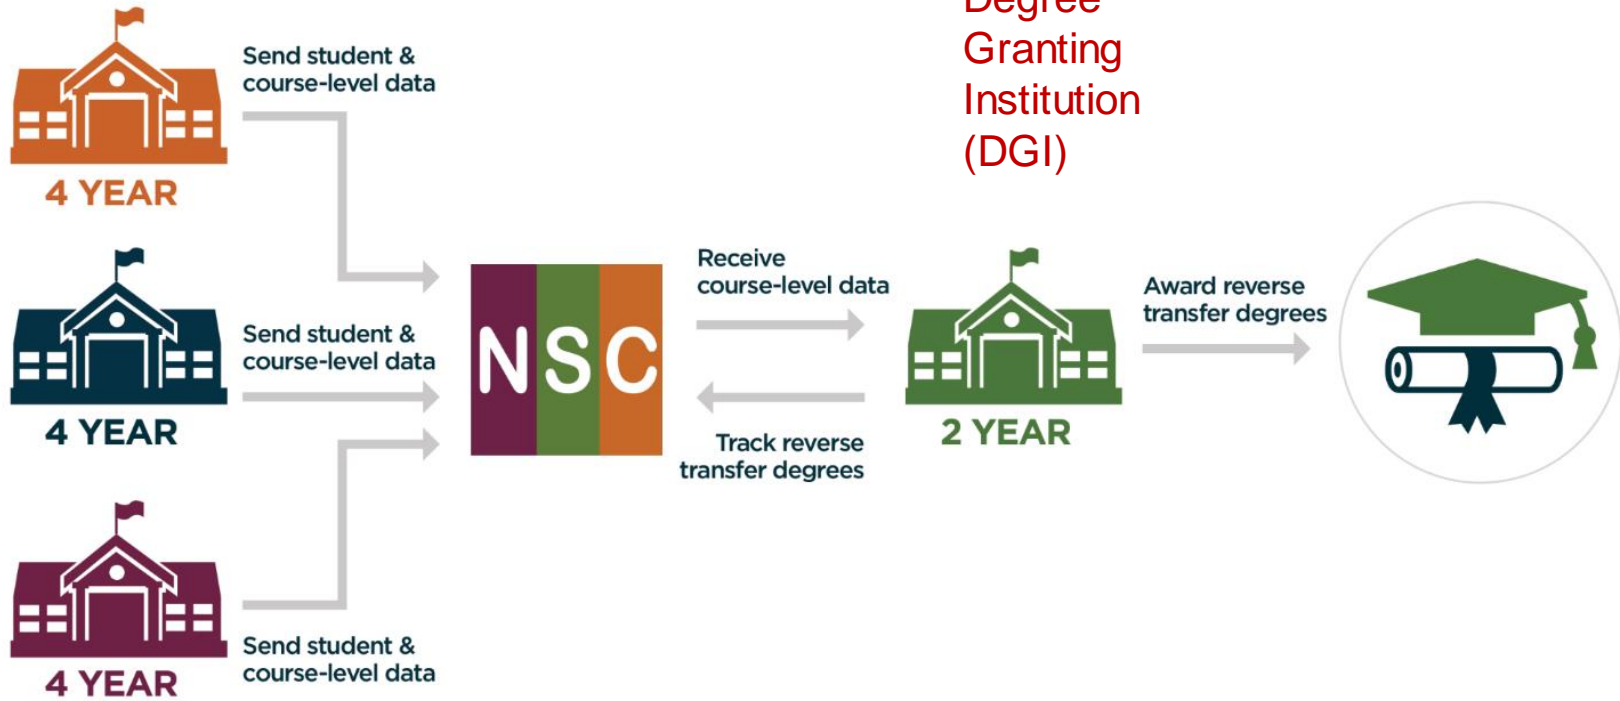 Degree
Granting
Institution
(DGI)
Send student &
course-level data
4 YEAR
Send student &
course-level data
4 YEAR
Send student &
course-level data
4 YEAR
NSC
Receive
course-level data
Track reverse
transfer degrees
2 YEAR
Award reverse
transfer degrees